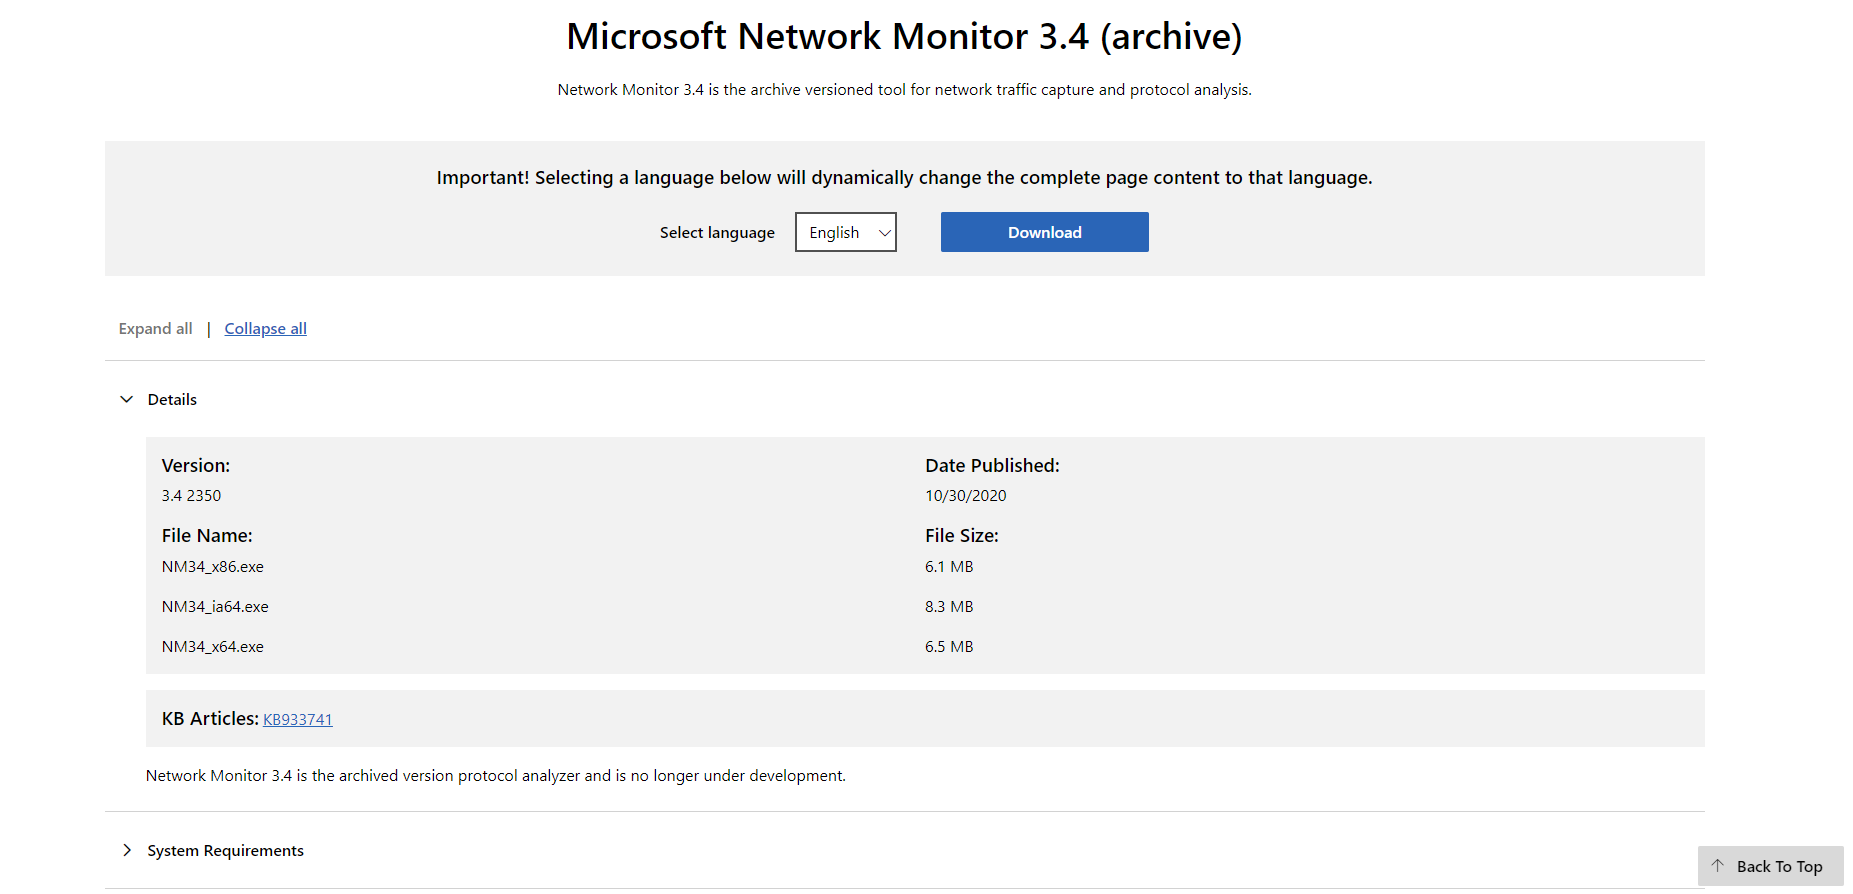 Microsoft Network Monitor 3.4 (archive)
Network Monitor 3.4 is the archive versioned tool for network traffic capture and protocol analysis.
Important! Selecting a language below will dynamically change the complete page content to that language.
Select language English Download
Expand all | Collapse all
Details
Version:
3.4 2350
Date Published:
10/30/2020
File Name:
NM34_x86.exe
NM34_ia64.exe
NM34_x64.exe
File Size:
6.1 MB
8.3 MB
6.5 MB
KB Articles: KB933741
Network Monitor 3.4 is the archived version protocol analyzer and is no longer under development.
System Requirements
Back To Top